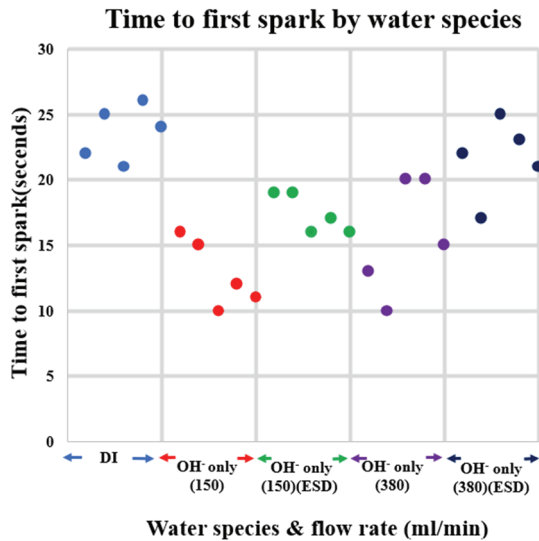 Time to first spark by water species
Time to first spark(secends)
30
25
20
15
10
5
0
DI
OH⁻ only
(150)
OH⁻ only
(150)(ESD)
OH⁻ only
(380)
OH⁻ only
(380)(ESD)
Water species & flow rate (ml/min)